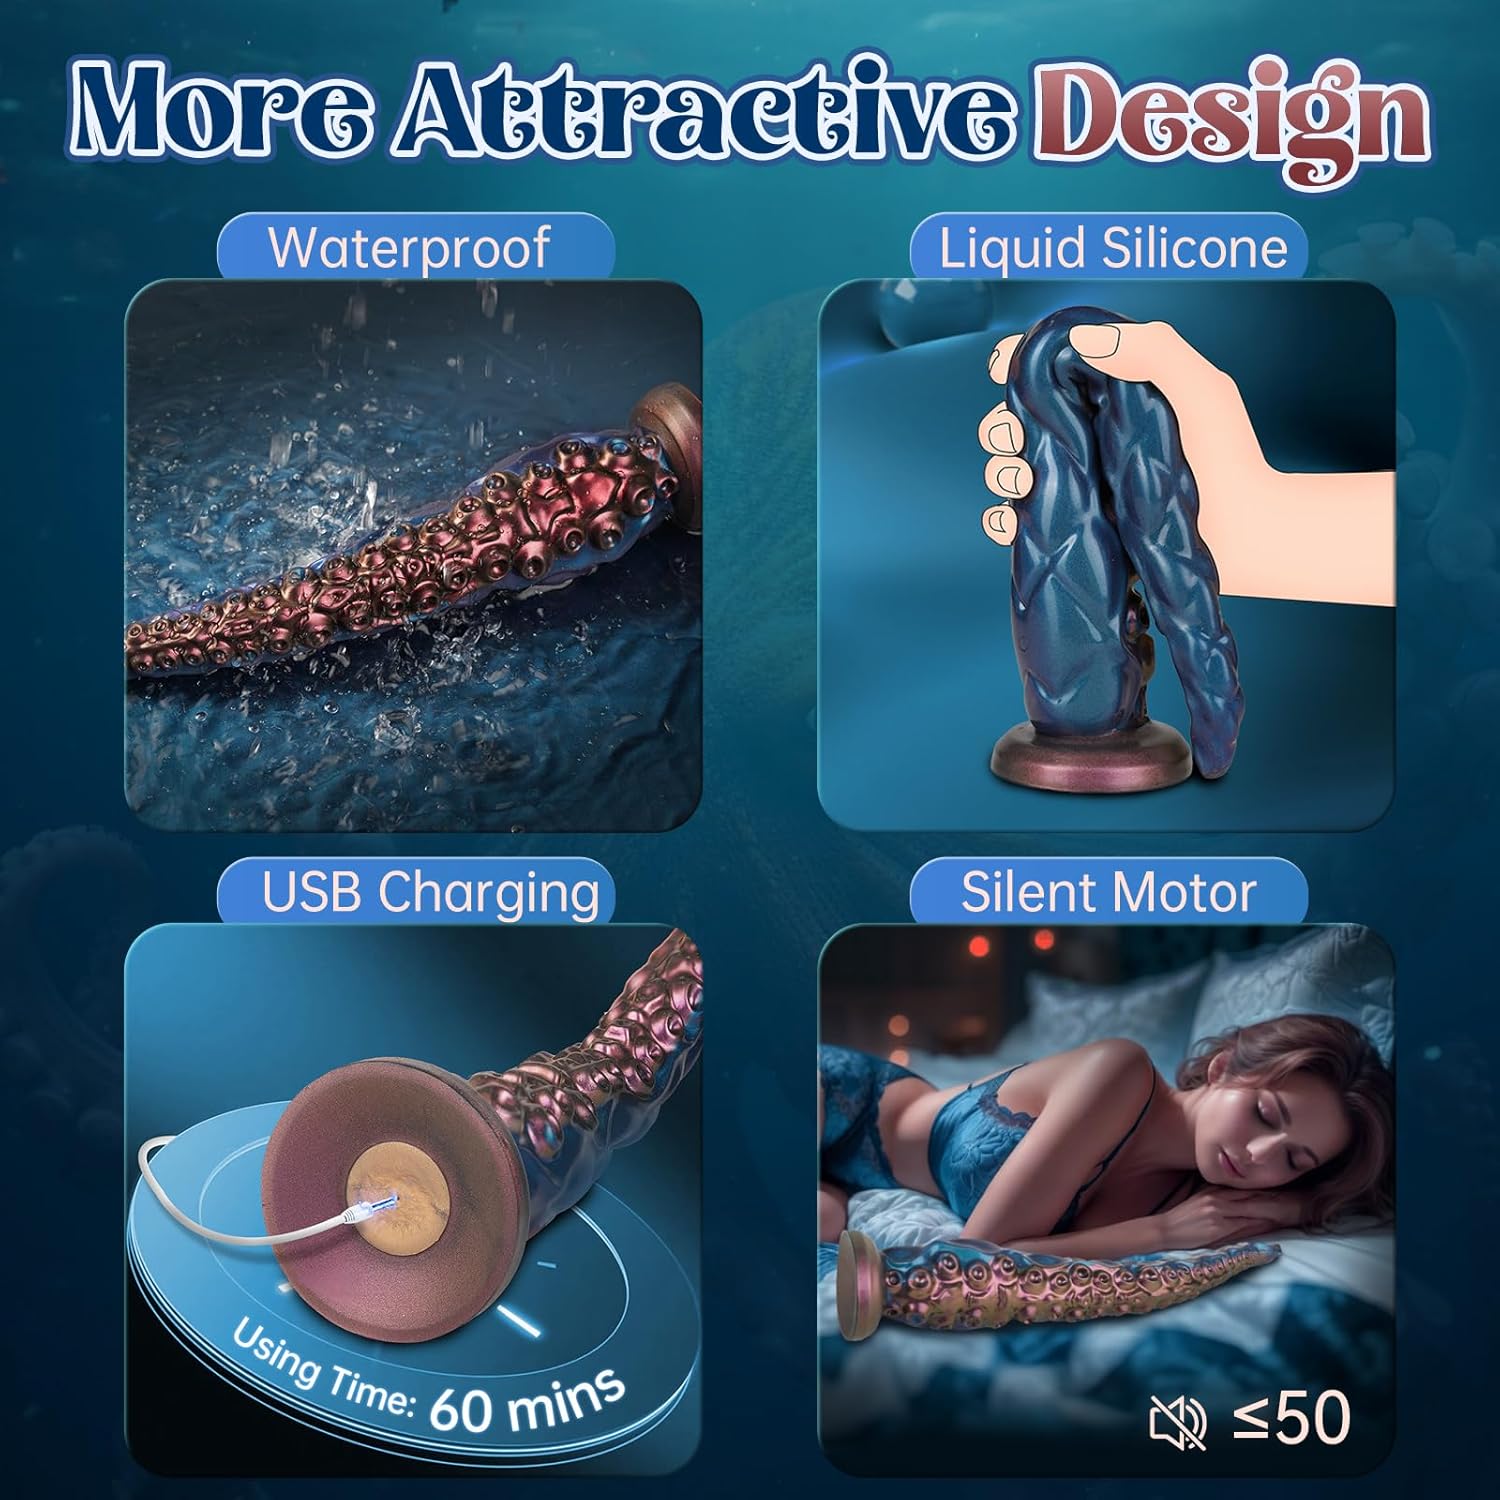 More Attractive Design
Waterproof
Liquid Silicone
USB Charging
Silent Motor
Using Time: 60 mins
≤50